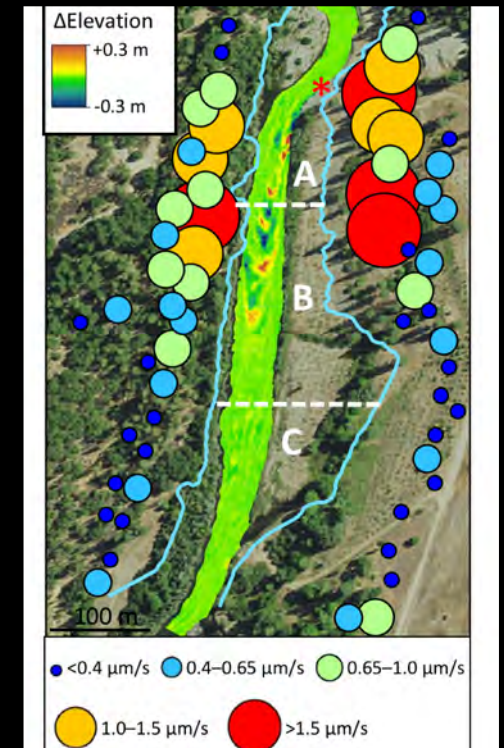 ΔElevation
+0.3 m
-0.3 m
*
A
B
C
100 m
<0.4 µm/s
0.4–0.65 µm/s
0.65–1.0 µm/s
1.0–1.5 µm/s
>1.5 µm/s